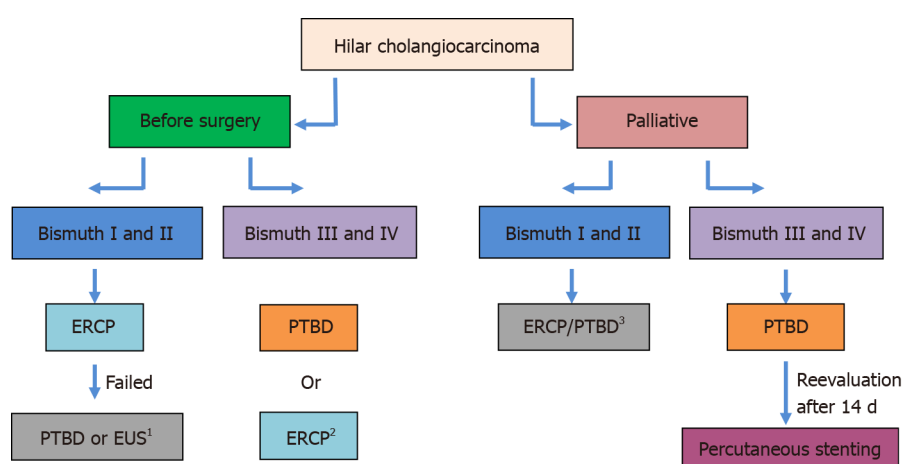 Hilar cholangiocarcinoma
Before surgery
Palliative
Bismuth I and II
Bismuth III and IV
Bismuth I and II
Bismuth III and IV
ERCP
PTBD
ERCP/PTBD³
PTBD
Failed
Or
Reevaluation
after 14 d
PTBD or EUS¹
ERCP²
Percutaneous stenting